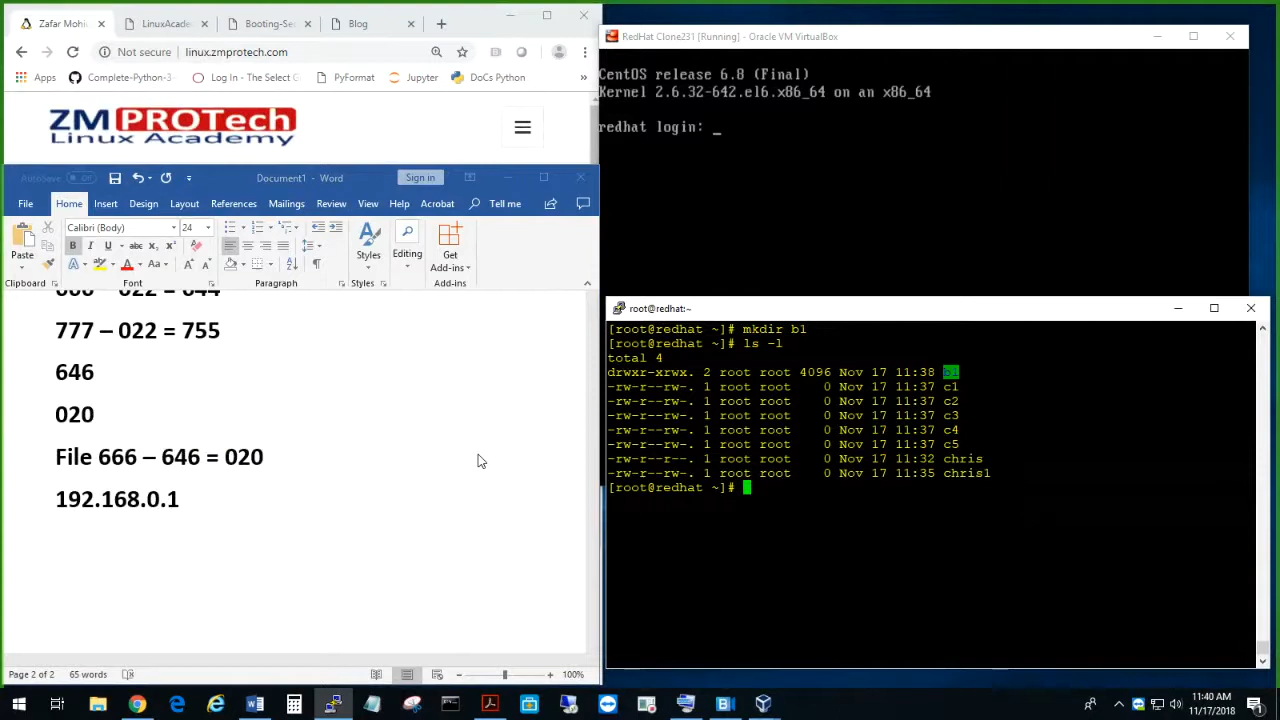 Zafar Mohiu
LinuxAcade
Booting-Se
Blog
Not secure
linux.zmprotech.com
Apps
Complete-Python-3
Log In - The Select G
PyFormat
Jupyter
DoCs Python
»
ZM PROTech
Linux Academy
AutoSave
Off
Document1 - Word
Sign in
File
Home
Insert
Design
Layout
References
Mailings
Review
View
Help
Acrobat
Tell me
Paste
Calibri (Body)
24
Styles
Editing
Get
Add-ins
Clipboard
Font
Paragraph
Styles
Add-ins
666 – 022 = 644
777 – 022 = 755
646
020
File 666 – 646 = 020
192.168.0.1
Page 2 of 2
65 words
100%
RedHat Clone231 [Running] - Oracle VM VirtualBox
CentOS release 6.8 (Final)
Kernel 2.6.32-642.el6.x86_64 on an x86_64
redhat login: _
root@redhat:~
[root@redhat ~]# mkdir b1
[root@redhat ~]# ls -l
total 4
drwxr-xrwx. 2 root root 4096 Nov 17 11:38 b1
-rw-r--rw-. 1 root root 0 Nov 17 11:37 c1
-rw-r--rw-. 1 root root 0 Nov 17 11:37 c2
-rw-r--rw-. 1 root root 0 Nov 17 11:37 c3
-rw-r--rw-. 1 root root 0 Nov 17 11:37 c4
-rw-r--rw-. 1 root root 0 Nov 17 11:37 c5
-rw-r--rw-. 1 root root 0 Nov 17 11:32 chris
-rw-r--rw-. 1 root root 0 Nov 17 11:35 chris1
[root@redhat ~]#
11:40 AM
11/17/2018